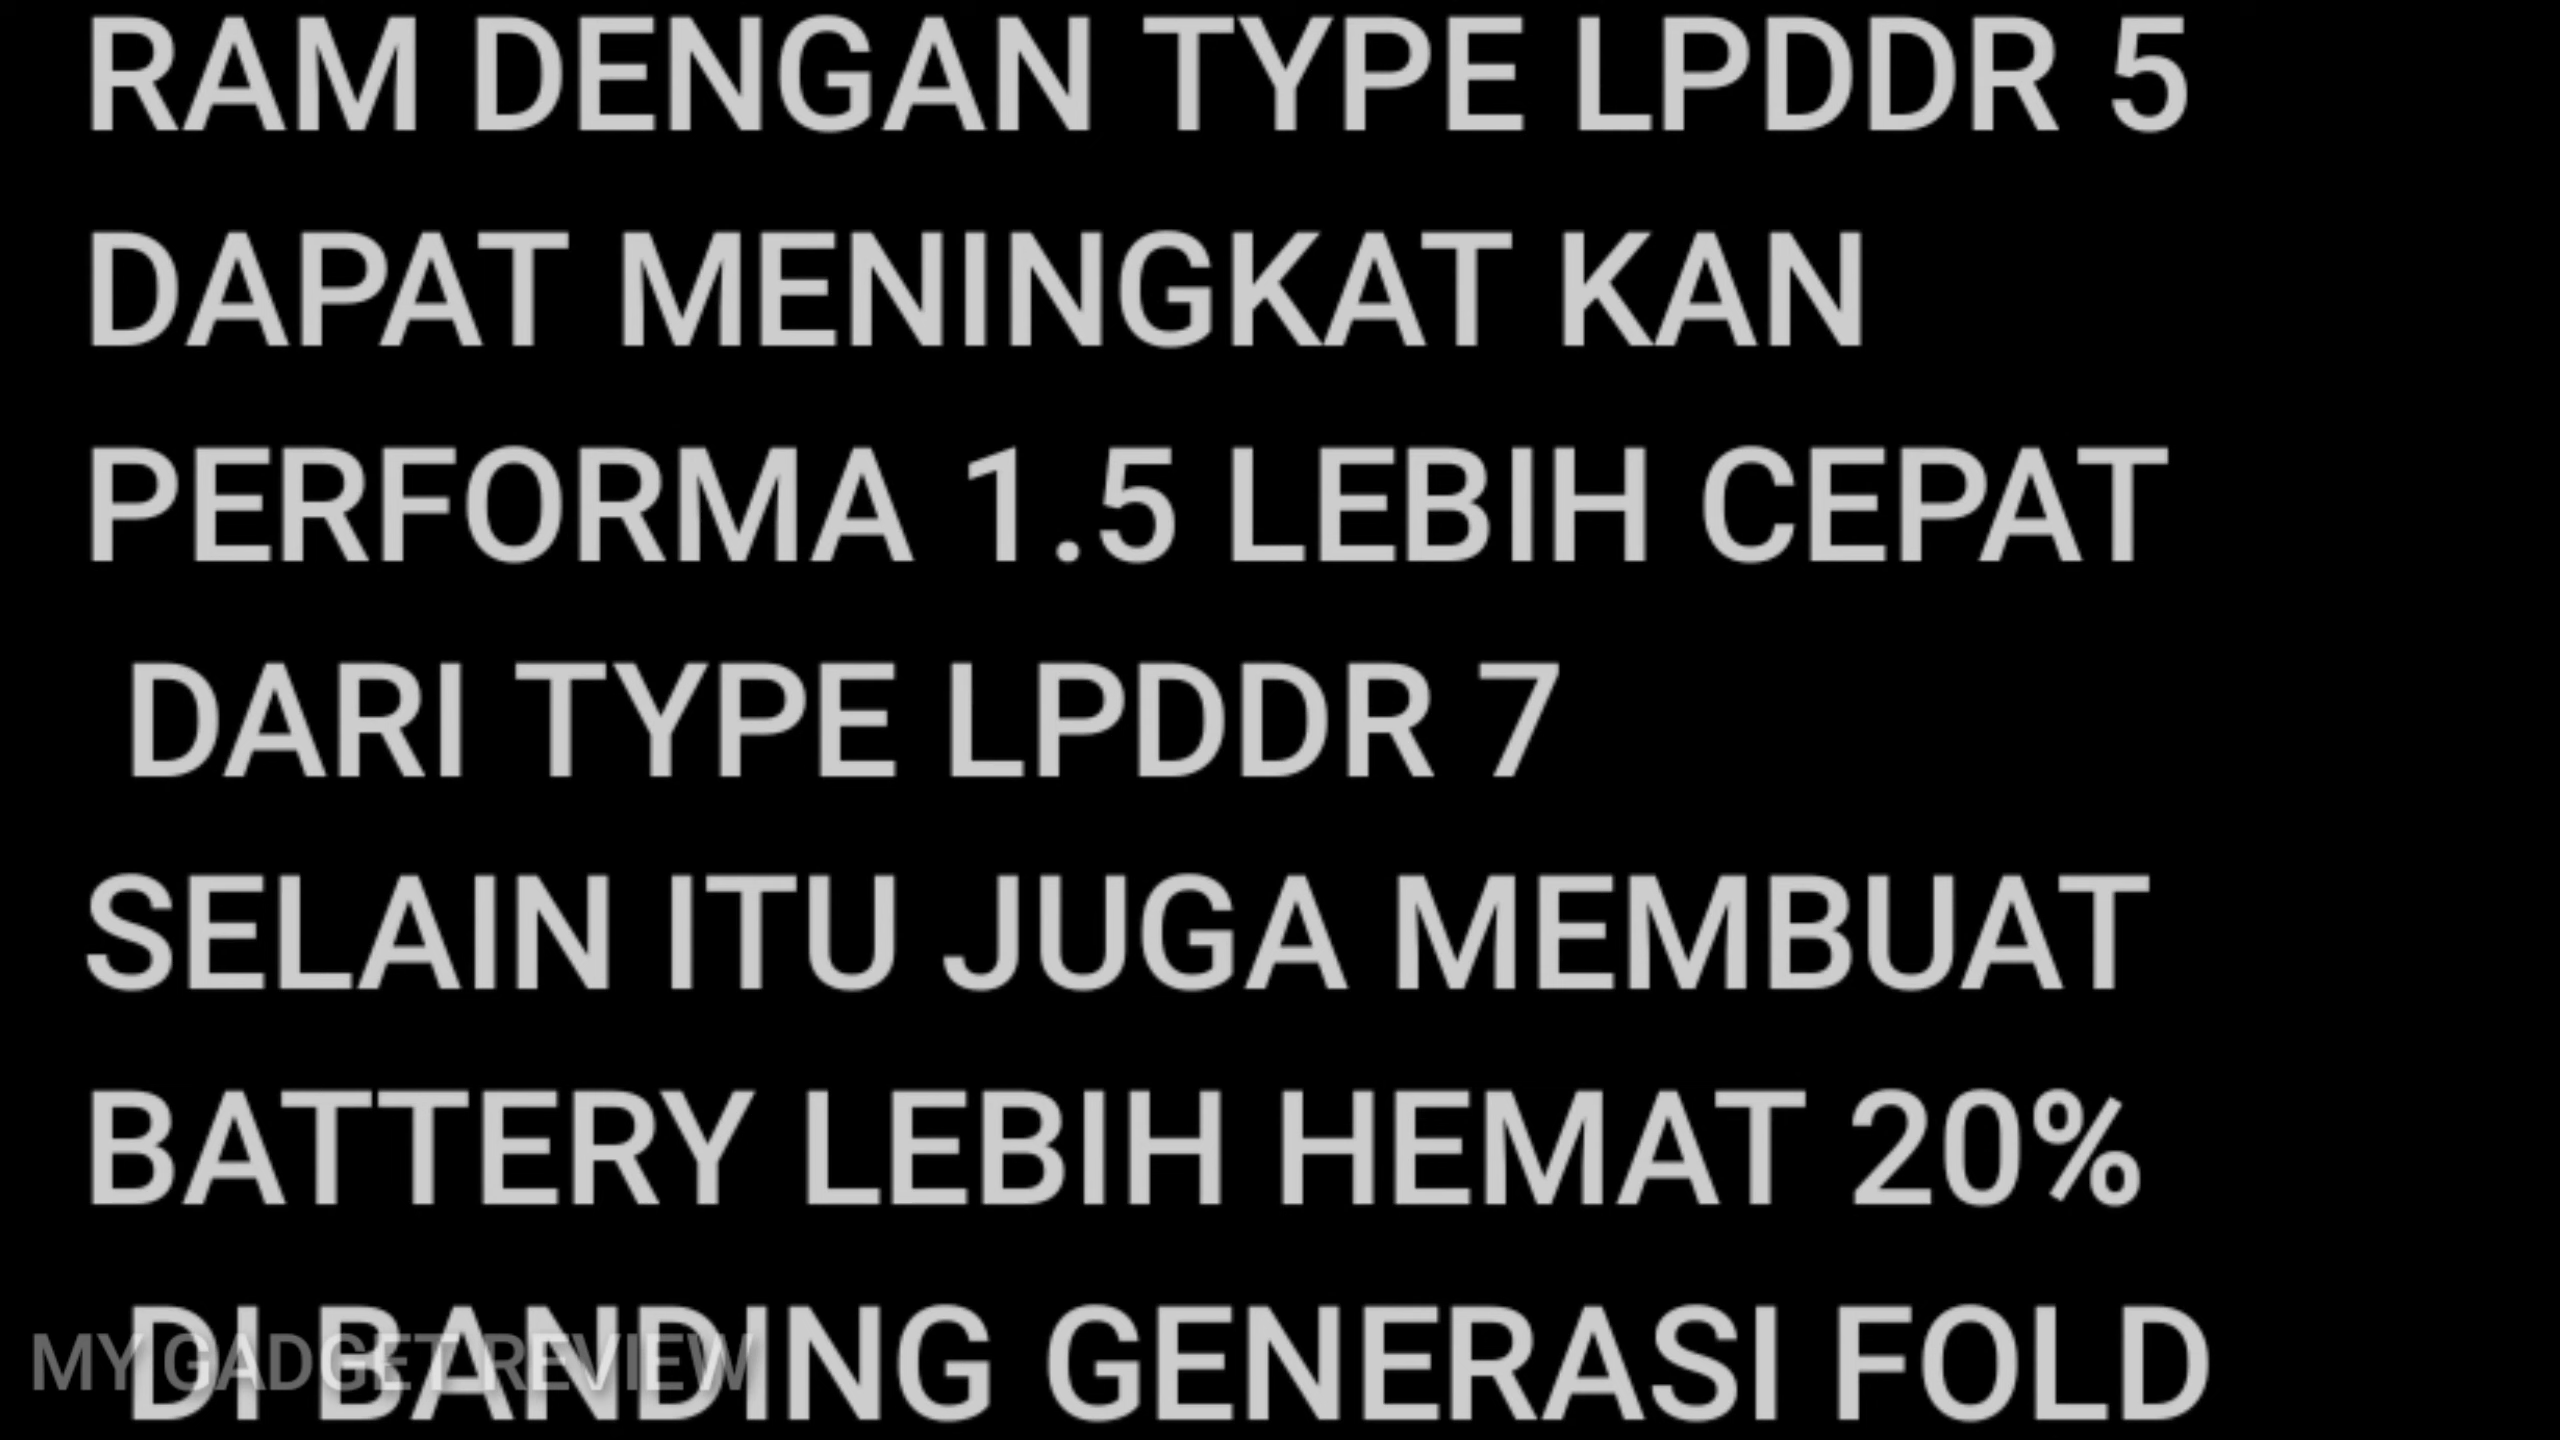 RAM DENGAN TYPE LPDDR 5
DAPAT MENINGKAT KAN
PERFORMA 1.5 LEBIH CEPAT
DARI TYPE LPDDR 7
SELAIN ITU JUGA MEMBUAT
BATTERY LEBIH HEMAT 20%
DI BANDING GENERASI FOLD
MY GADGET REVIEW